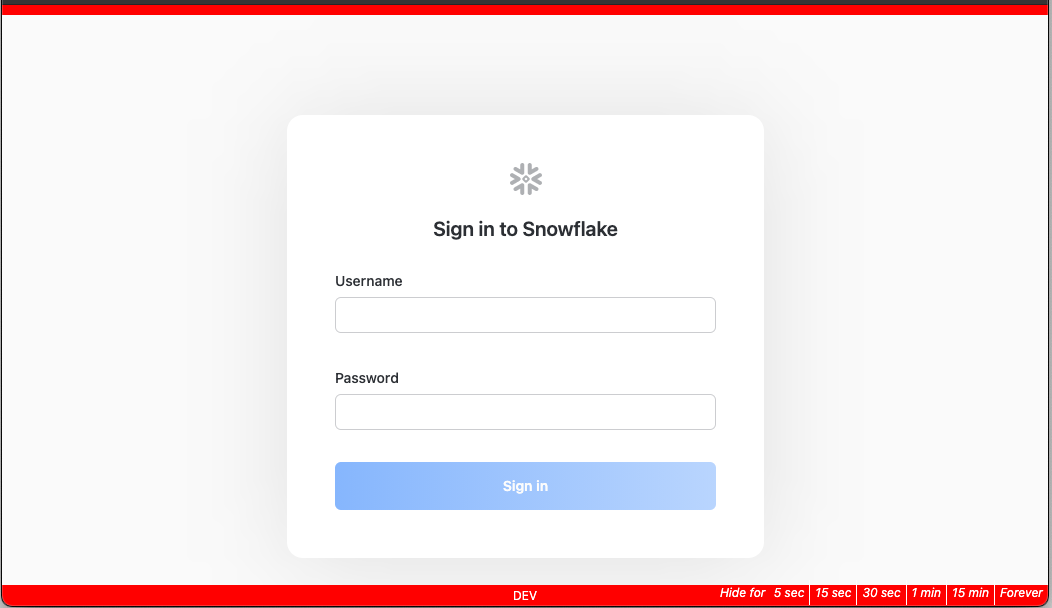 Sign in to Snowflake
Username
Password
Sign in
DEV
Hide for 5 sec 15 sec 30 sec 1 min 15 min Forever